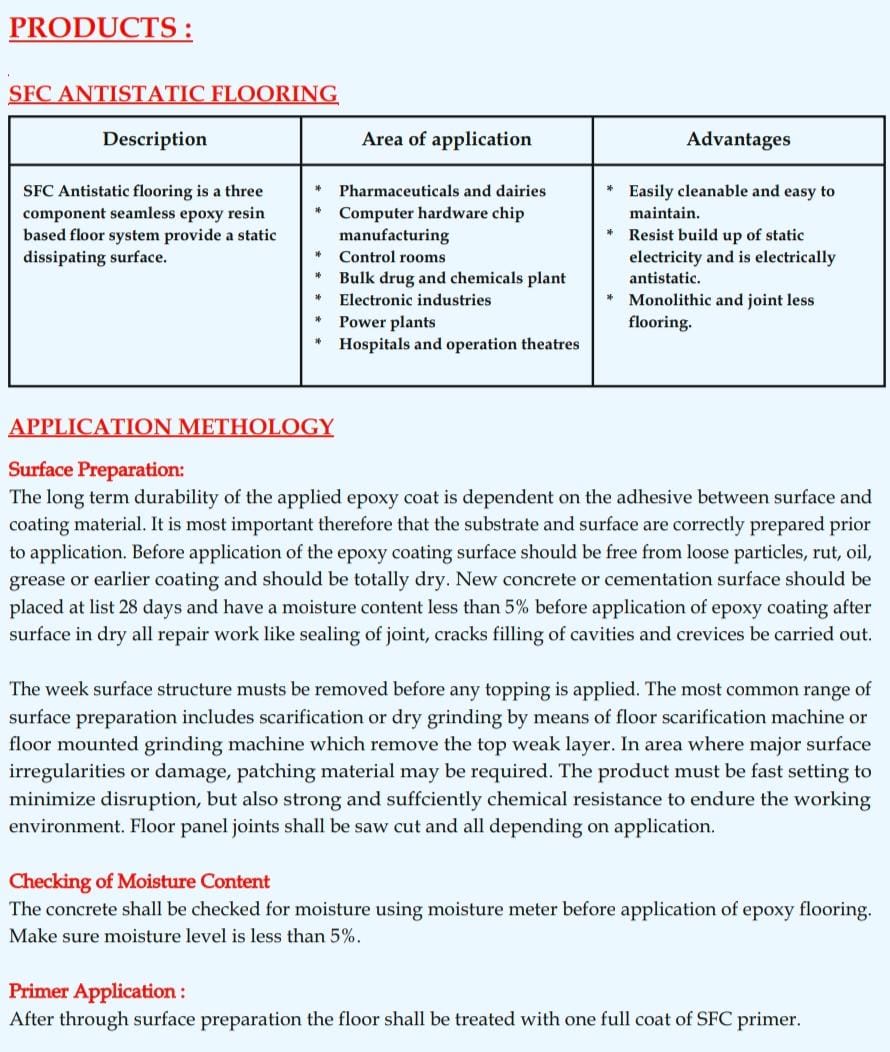 PRODUCTS :
SFC ANTISTATIC FLOORING
Description
Area of application
Advantages
SFC Antistatic flooring is a three
component seamless epoxy resin
based floor system provide a static
dissipating surface.
* Pharmaceuticals and dairies
* Computer hardware chip
manufacturing
* Control rooms
* Bulk drug and chemicals plant
* Electronic industries
* Power plants
* Hospitals and operation theatres
* Easily cleanable and easy to
maintain.
* Resist build up of static
electricity and is electrically
antistatic.
* Monolithic and joint less
flooring.
APPLICATION METHOLOGY
Surface Preparation:
The long term durability of the applied epoxy coat is dependent on the adhesive between surface and
coating material. It is most important therefore that the substrate and surface are correctly prepared prior
to application. Before application of the epoxy coating surface should be free from loose particles, rut, oil,
grease or earlier coating and should be totally dry. New concrete or cementation surface should be
placed at list 28 days and have a moisture content less than 5% before application of epoxy coating after
surface in dry all repair work like sealing of joint, cracks filling of cavities and crevices be carried out.
The week surface structure musts be removed before any topping is applied. The most common range of
surface preparation includes scarification or dry grinding by means of floor scarification machine or
floor mounted grinding machine which remove the top weak layer. In area where major surface
irregularities or damage, patching material may be required. The product must be fast setting to
minimize disruption, but also strong and suffciently chemical resistance to endure the working
environment. Floor panel joints shall be saw cut and all depending on application.
Checking of Moisture Content
The concrete shall be checked for moisture using moisture meter before application of epoxy flooring.
Make sure moisture level is less than 5%.
Primer Application :
After through surface preparation the floor shall be treated with one full coat of SFC primer.